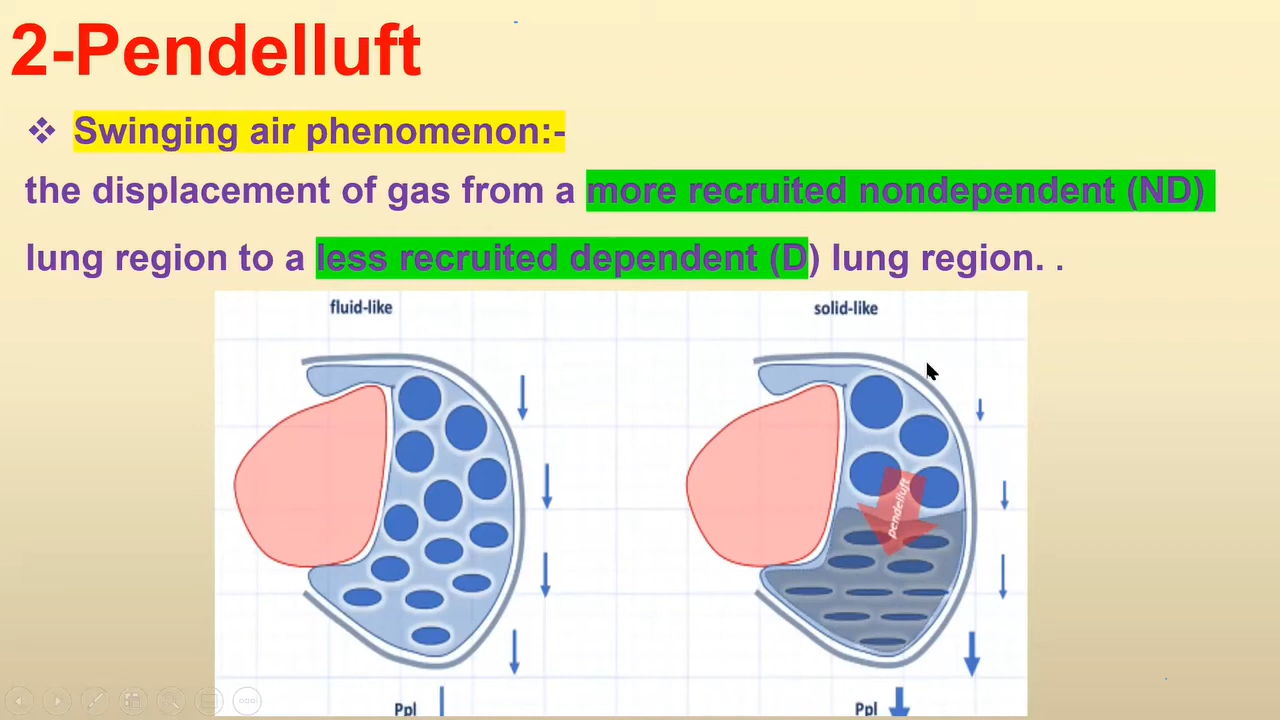 2-Pendelluft
❖ Swinging air phenomenon:-
the displacement of gas from a more recruited nondependent (ND)
lung region to a less recruited dependent (D) lung region. .
fluid-like
solid-like
pendelluft
Ppl
Ppl